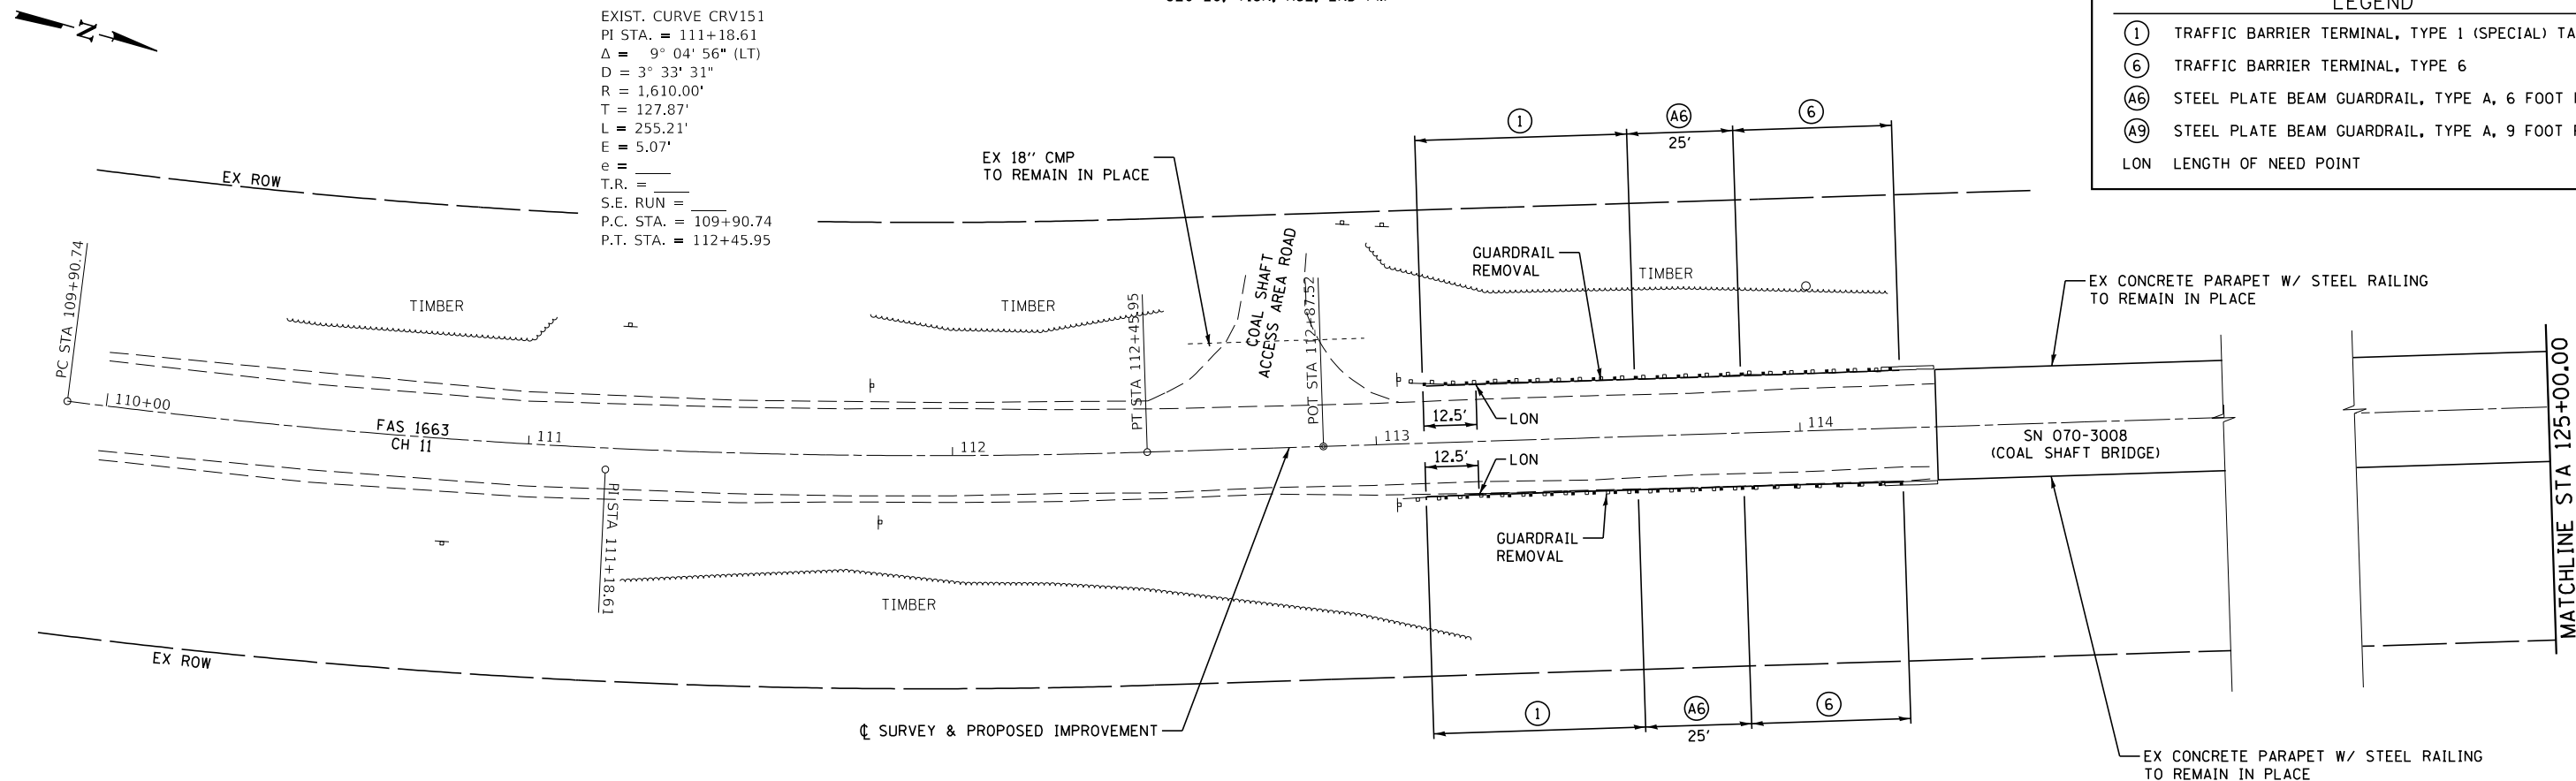 N
EXIST. CURVE CRV151
PI STA. = 111+18.61
Δ = 9° 04' 56" (LT)
D = 3° 33' 31"
R = 1,610.00'
T = 127.87'
L = 255.21'
E = 5.07'
e = ____
T.R. = ____
S.E. RUN = ____
P.C. STA. = 109+90.74
P.T. STA. = 112+45.95
LEGEND
1 TRAFFIC BARRIER TERMINAL, TYPE 1 (SPECIAL) TA
6 TRAFFIC BARRIER TERMINAL, TYPE 6
A6 STEEL PLATE BEAM GUARDRAIL, TYPE A, 6 FOOT
A9 STEEL PLATE BEAM GUARDRAIL, TYPE A, 9 FOOT
LON LENGTH OF NEED POINT
1
A6
6
25'
EX 18" CMP
TO REMAIN IN PLACE
EX ROW
COAL SHAFT
ACCESS AREA ROAD
GUARDRAIL
REMOVAL
TIMBER
TIMBER
TIMBER
EX CONCRETE PARAPET W/ STEEL RAILING
TO REMAIN IN PLACE
PC STA 109+90.74
PT STA 112+45.95
POT STA 112+87.52
110+00
FAS 1663
CH 11
111
112
113
114
12.5'
LON
12.5'
LON
SN 070-3008
(COAL SHAFT BRIDGE)
MATCHLINE STA 125+00.00
PI STA 111+18.61
GUARDRAIL
REMOVAL
TIMBER
EX ROW
1
A6
6
25'
℄ SURVEY & PROPOSED IMPROVEMENT
EX CONCRETE PARAPET W/ STEEL RAILING
TO REMAIN IN PLACE